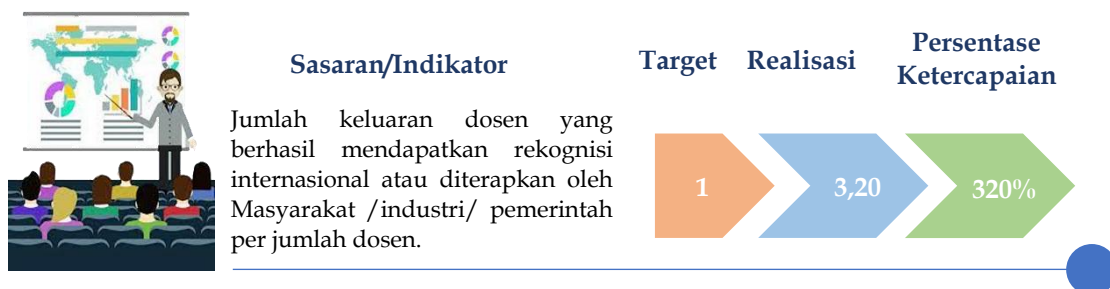 Sasaran/Indikator
Target
Realisasi
Persentase
Ketercapaian
Jumlah keluaran dosen yang
berhasil mendapatkan rekognisi
internasional atau diterapkan oleh
Masyarakat /industri/ pemerintah
per jumlah dosen.
1
3,20
320%